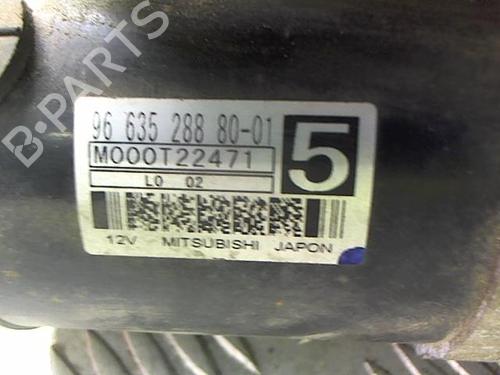 B-PARTS
96 635 288 80-01
5
M000T22471
L0 02
12V MITSUBISHI JAPON